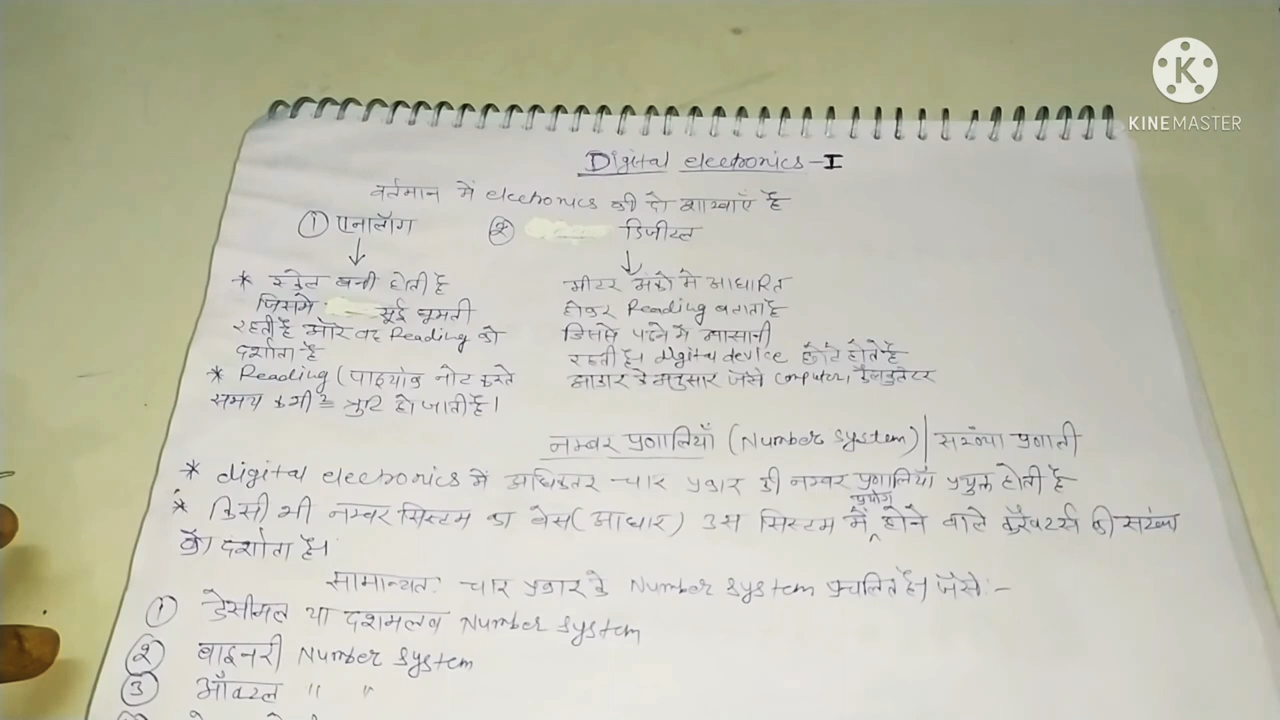 KINEMASTER
Digital electronics-I
वर्तमान में electronics की दो शाखाएँ है
① एनालॉग ② डिजीटल
* स्केल बनी होती है
जिसमे सुई घूमती
रहती है और वह Reading को
दर्शाता है
* Reading (पाठ्यांक नोट करते
समय कभी २ त्रुटि हो जाती है।
मीटर अंको मे आधारित
होकर Reading बताता है
जिससे पढने मे आसानी
रहती है। digital device छोटे होते है
आकार के अनुसार जैसे computer, कैलकुलेटर
नम्बर प्रणालियाँ (Number system) | संख्या प्रणाली
* digital electronics में अधिकतर चार प्रकार की नम्बर प्रणालियाँ प्रयुक्त होती है
* किसी भी नम्बर सिस्टम का बेस (आधार) उस सिस्टम में प्रयोग होने वाले कैरेक्टर्स की संख्या
को दर्शाता है।
सामान्यतः चार प्रकार के Number system प्रचलित है। जैसे:-
① डेसीमल या दशमलव Number system
② बाइनरी Number system
③ ऑक्टल " "